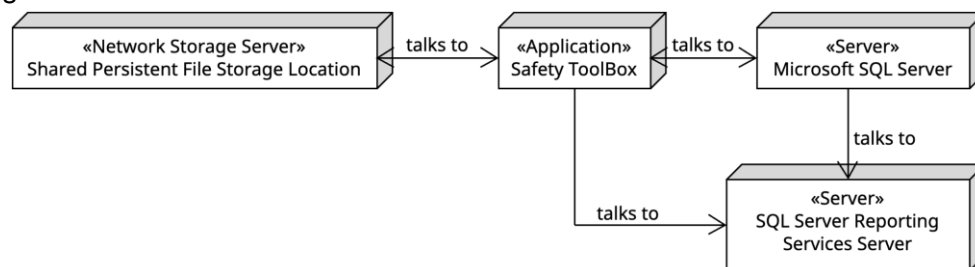 «Network Storage Server»
Shared Persistent File Storage Location
talks to
«Application»
Safety ToolBox
talks to
«Server»
Microsoft SQL Server
talks to
talks to
«Server»
SQL Server Reporting
Services Server